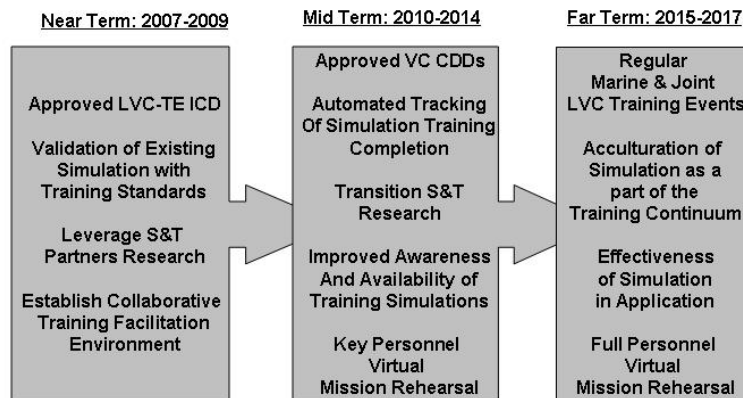 Near Term: 2007-2009
Approved LVC-TE ICD
Validation of Existing
Simulation with
Training Standards
Leverage S&T
Partners Research
Establish Collaborative
Training Facilitation
Environment
Mid Term: 2010-2014
Approved VC CDDs
Automated Tracking
Of Simulation Training
Completion
Transition S&T
Research
Improved Awareness
And Availability of
Training Simulations
Key Personnel
Virtual
Mission Rehearsal
Far Term: 2015-2017
Regular
Marine & Joint
LVC Training Events
Acculturation of
Simulation as a
part of the
Training Continuum
Effectiveness
of Simulation
in Application
Full Personnel
Virtual
Mission Rehearsal